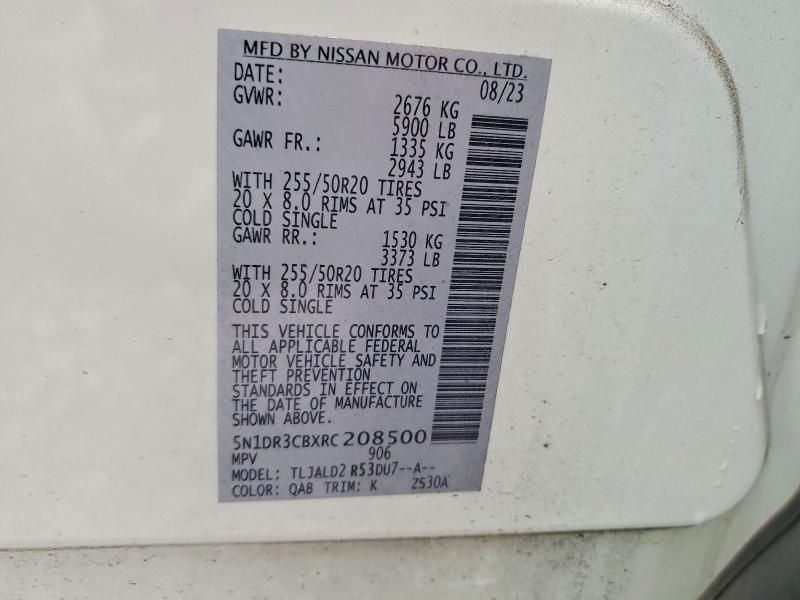 MFD BY NISSAN MOTOR CO., LTD.
DATE: 08/23
GVWR: 2676 KG
5900 LB
GAWR FR.: 1335 KG
2943 LB
WITH 255/50R20 TIRES
20 X 8.0 RIMS AT 35 PSI
COLD SINGLE
GAWR RR.: 1530 KG
3373 LB
WITH 255/50R20 TIRES
20 X 8.0 RIMS AT 35 PSI
COLD SINGLE
THIS VEHICLE CONFORMS TO
ALL APPLICABLE FEDERAL
MOTOR VEHICLE SAFETY AND
THEFT PREVENTION
STANDARDS IN EFFECT ON
THE DATE OF MANUFACTURE
SHOWN ABOVE.
5N1DR3CBXRC208500
MPV 906
MODEL: TLJALD2 R53DU7--A--
COLOR: QAB TRIM: K ZS30A